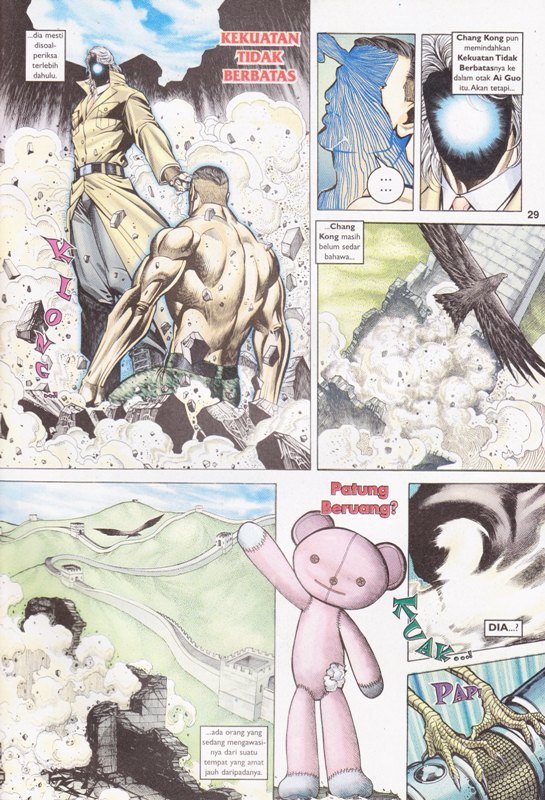 ...dia mesti
disoal-
periksa
terlebih
dahulu.
KEKUATAN
TIDAK
BERBATAS
KLONG...
...
...
Chang Kong pun
memindahkan
Kekuatan Tidak
Berbatasnya ke
dalam otak Ai Guo
itu. Akan tetapi...
29
...Chang
Kong masih
belum sedar
bahawa...
...ada orang yang
sedang mengawasi-
nya dari suatu
tempat yang amat
jauh daripadanya.
Patung
Beruang?
KUAK...!
DIA...?
PAP!